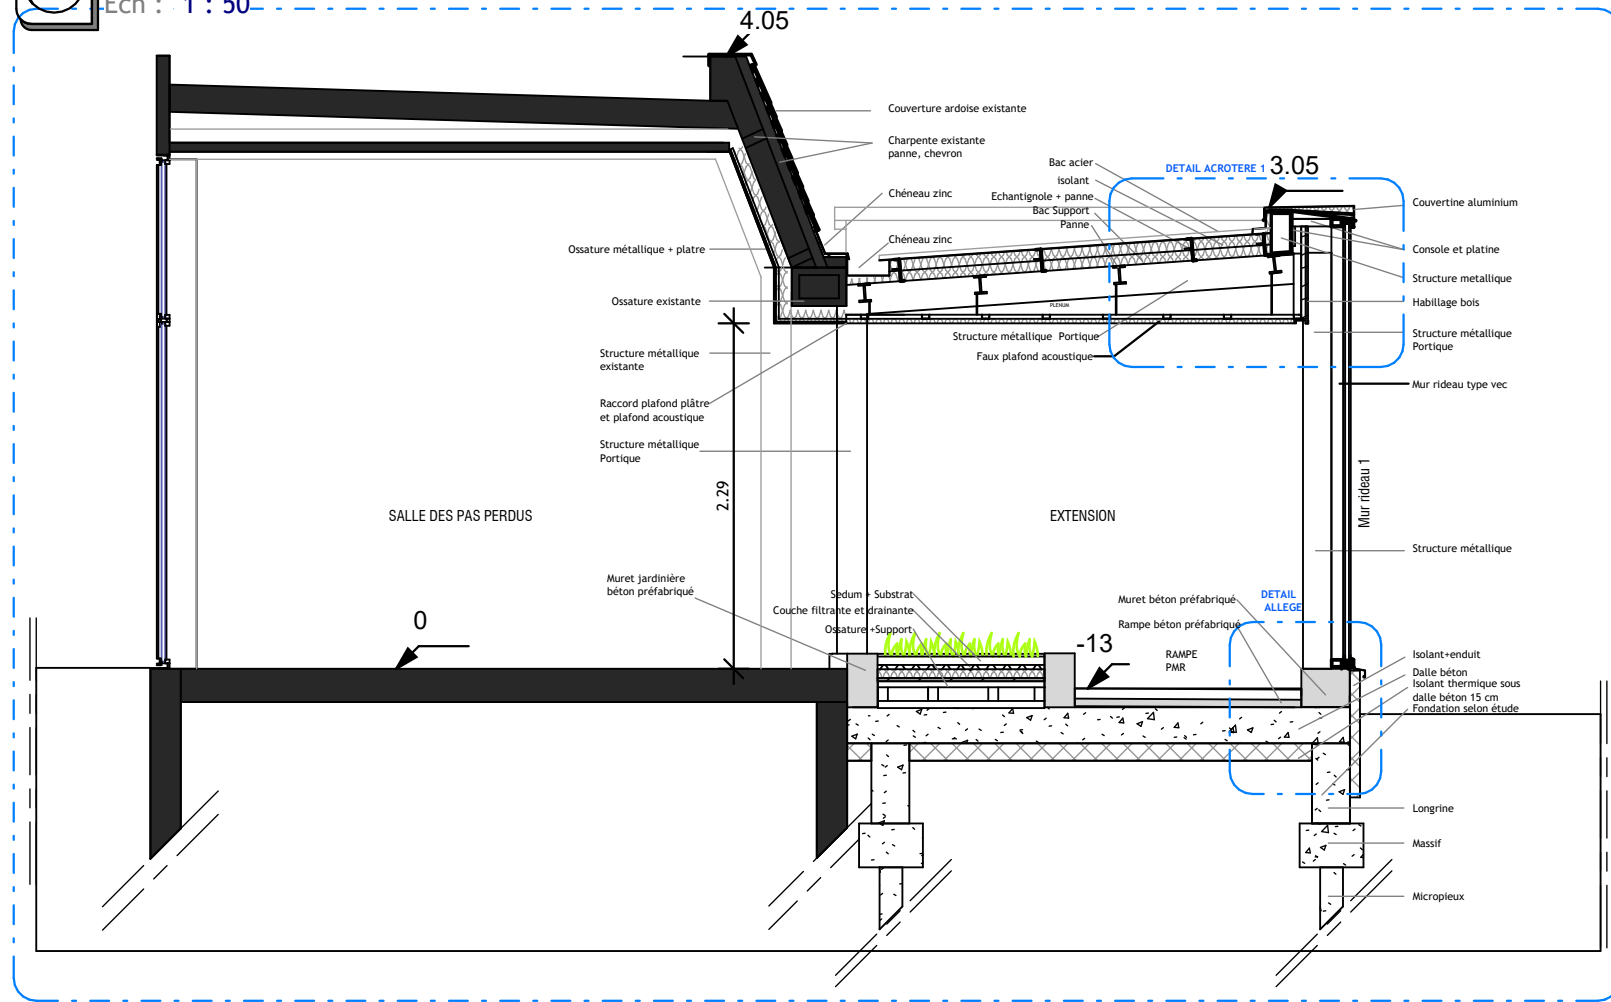 Ech : 1 : 50
4.05
Couverture ardoise existante
Charpente existante
panne, chevron
Chéneau zinc
Chéneau zinc
Ossature métallique + platre
Ossature existante
Structure métallique
existante
Raccord plafond plâtre
et plafond acoustique
Structure métallique
Portique
2.29
Bac acier
isolant
Echantignole + panne
Bac Support
Panne
PLENUM
Structure métallique Portique
Faux plafond acoustique
DETAIL ACROTERE 1
3.05
Couvertine aluminium
Console et platine
Structure metallique
Habillage bois
Structure métallique
Portique
Mur rideau type vec
Mur rideau 1
Structure métallique
SALLE DES PAS PERDUS
EXTENSION
0
Muret jardinière
béton préfabriqué
Sedum + Substrat
Couche filtrante et drainante
Ossature +Support
-13
RAMPE
PMR
Muret béton préfabriqué
Rampe béton préfabriqué
DETAIL
ALLEGE
Isolant+enduit
Dalle béton
Isolant thermique sous
dalle béton 15 cm
Fondation selon étude
Longrine
Massif
Micropieux